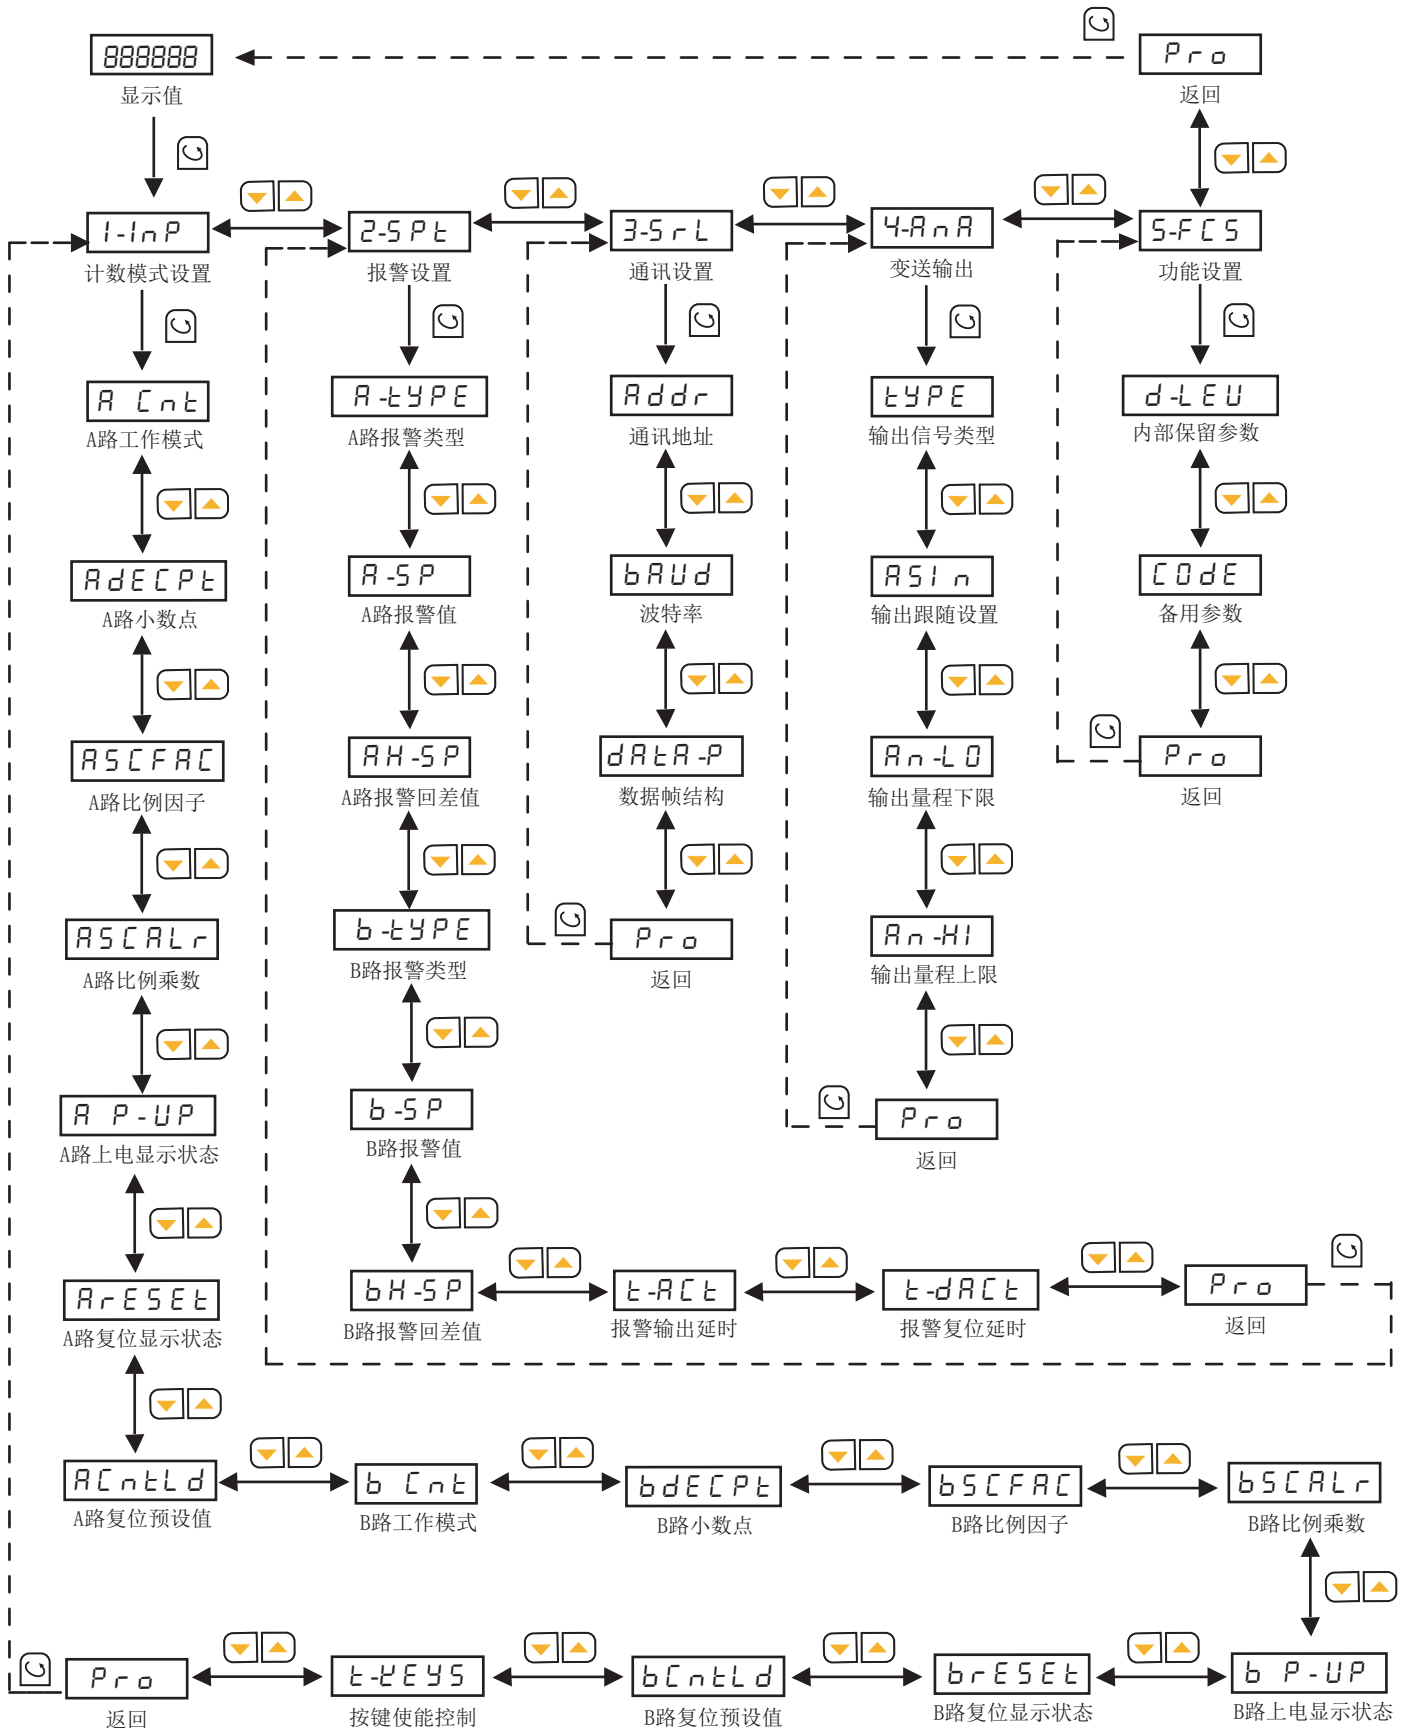 888888
显示值
Pro
返回
1-InP
计数模式设置
2-SPt
报警设置
3-SrL
通讯设置
4-AnA
变送输出
5-FCS
功能设置
A Cnt
A路工作模式
A-tYPE
A路报警类型
Addr
通讯地址
tYPE
输出信号类型
d-LEU
内部保留参数
AdECPt
A路小数点
A-SP
A路报警值
bAUd
波特率
ASI n
输出跟随设置
CODE
备用参数
ASCFAC
A路比例因子
AH-SP
A路报警回差值
dAtA-P
数据帧结构
An-LO
输出量程下限
Pro
返回
ASCALr
A路比例乘数
b-tYPE
B路报警类型
Pro
返回
An-HI
输出量程上限
A P-UP
A路上电显示状态
b-SP
B路报警值
Pro
返回
ArESEt
A路复位显示状态
bH-SP
B路报警回差值
t-ACt
报警输出延时
t-dACt
报警复位延时
Pro
返回
ACntLd
A路复位预设值
b Cnt
B路工作模式
bdECPt
B路小数点
bSCFAC
B路比例因子
bSCALr
B路比例乘数
Pro
返回
t-KEYS
按键使能控制
bCntLd
B路复位预设值
brESEt
B路复位显示状态
b P-UP
B路上电显示状态